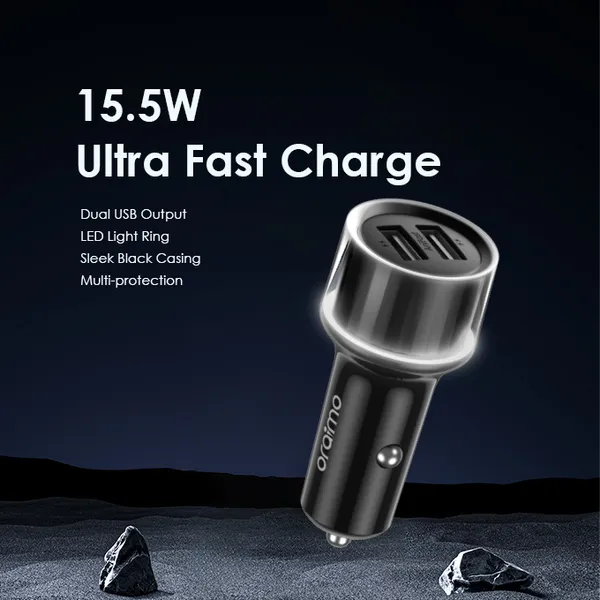 15.5W
Ultra Fast Charge
Dual USB Output
LED Light Ring
Sleek Black Casing
Multi-protection
oraimo